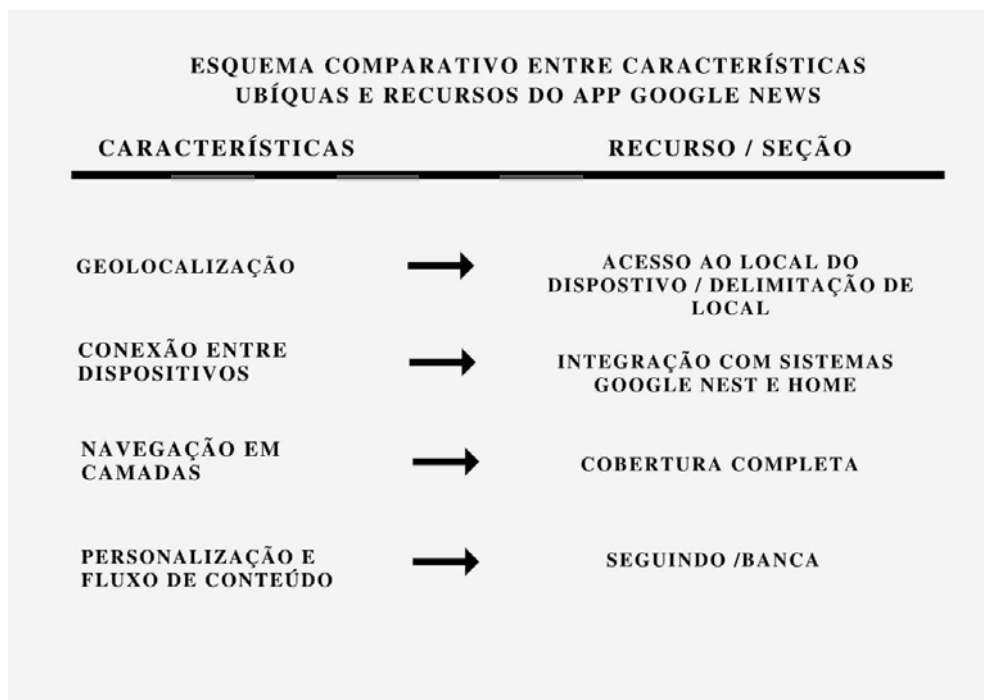 ESQUEMA COMPARATIVO ENTRE CARACTERÍSTICAS
UBÍQUAS E RECURSOS DO APP GOOGLE NEWS
CARACTERÍSTICAS
RECURSO / SEÇÃO
GEOLOCALIZAÇÃO
ACESSO AO LOCAL DO
DISPOSTIVO / DELIMITAÇÃO DE
LOCAL
CONEXÃO ENTRE
DISPOSITIVOS
INTEGRAÇÃO COM SISTEMAS
GOOGLE NEST E HOME
NAVEGAÇÃO EM
CAMADAS
COBERTURA COMPLETA
PERSONALIZAÇÃO E
FLUXO DE CONTEÚDO
SEGUINDO /BANCA